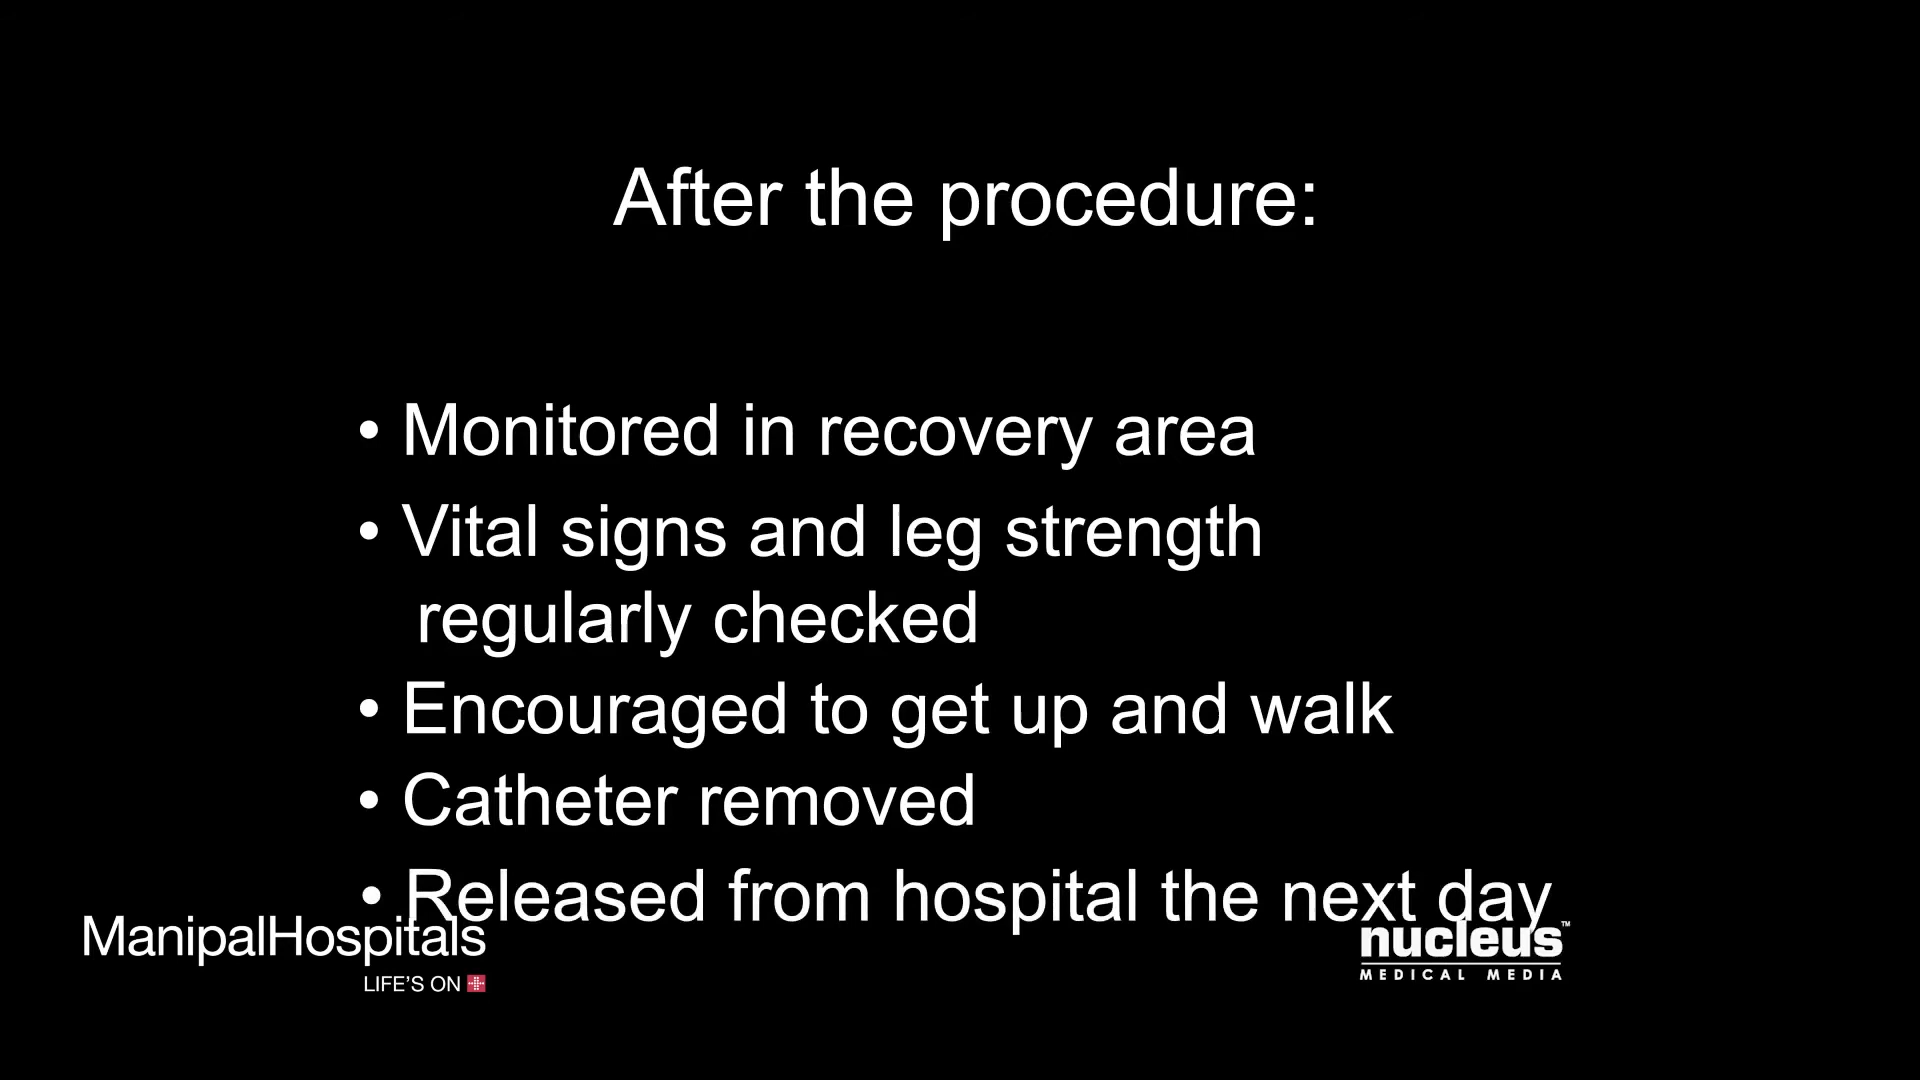 After the procedure:
• Monitored in recovery area
• Vital signs and leg strength
regularly checked
• Encouraged to get up and walk
• Catheter removed
• Released from hospital the next day
ManipalHospitals
LIFE'S ON
nucleus™
MEDICAL MEDIA